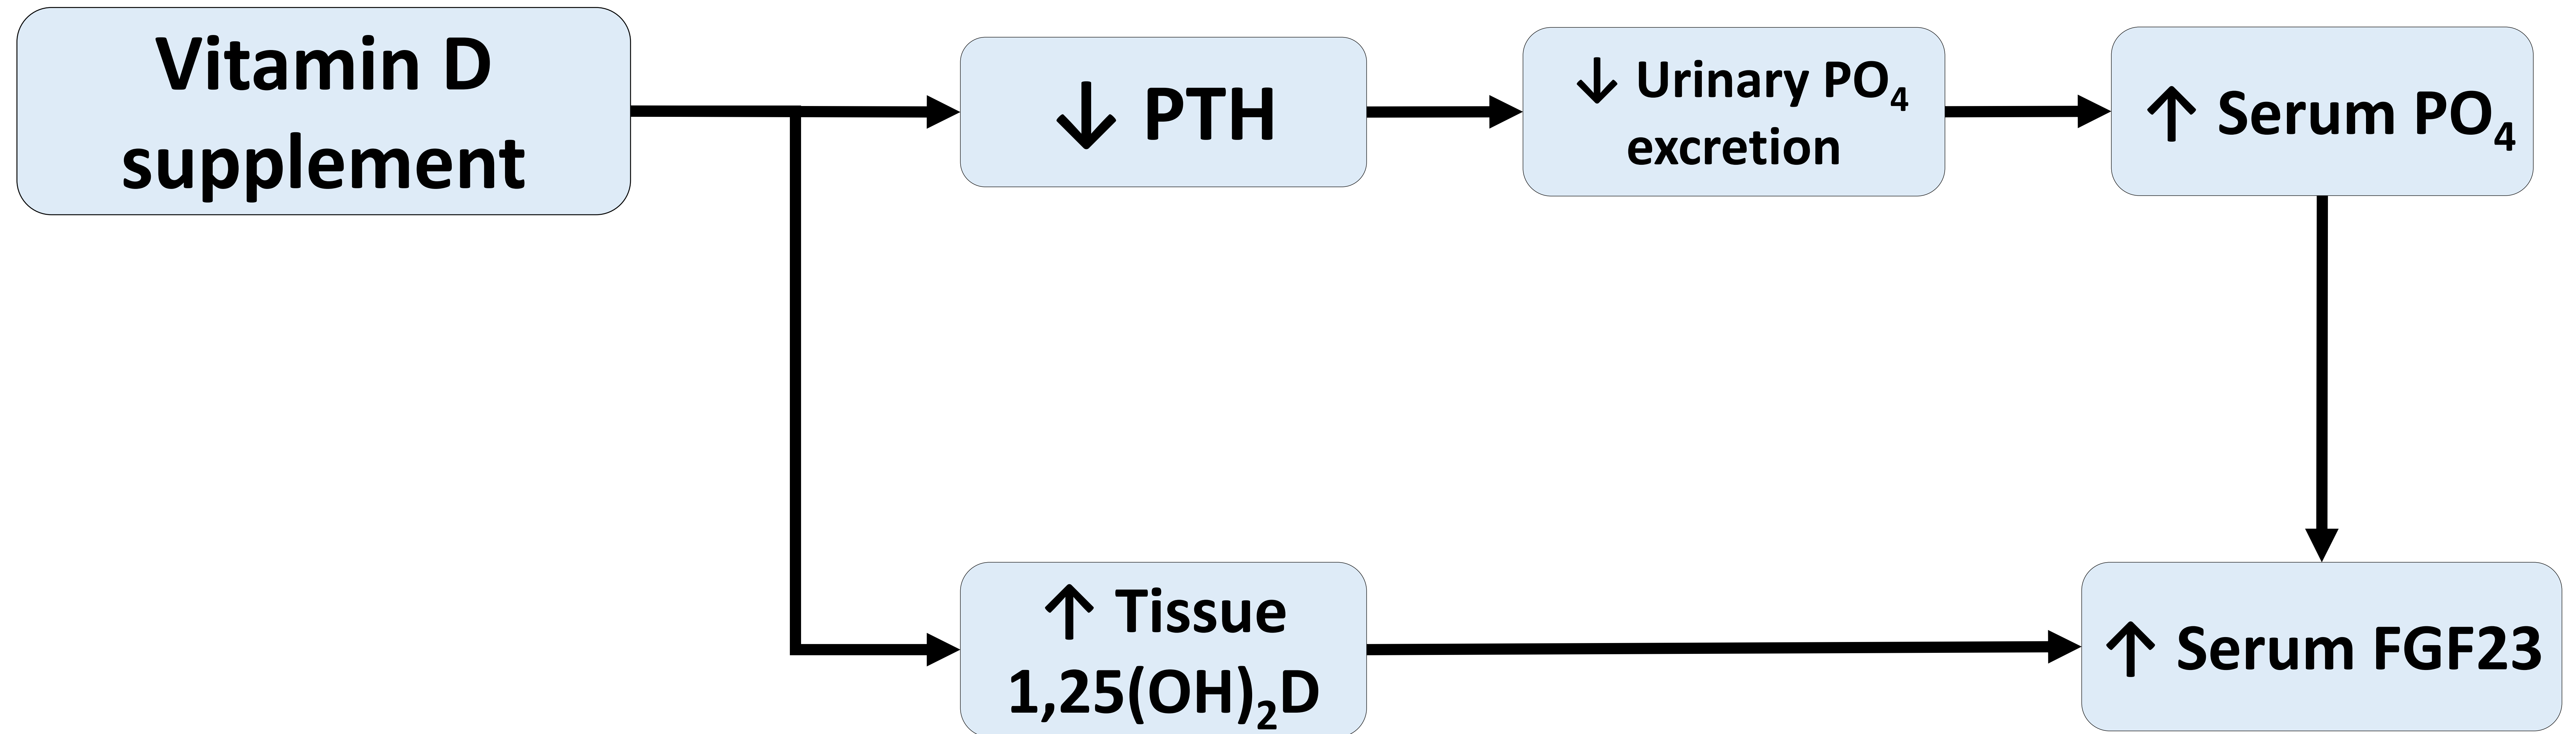 Vitamin D
supplement
↓ PTH
↓ Urinary PO₄
excretion
↑ Serum PO₄
↑ Tissue
1,25(OH)₂D
↑ Serum FGF23